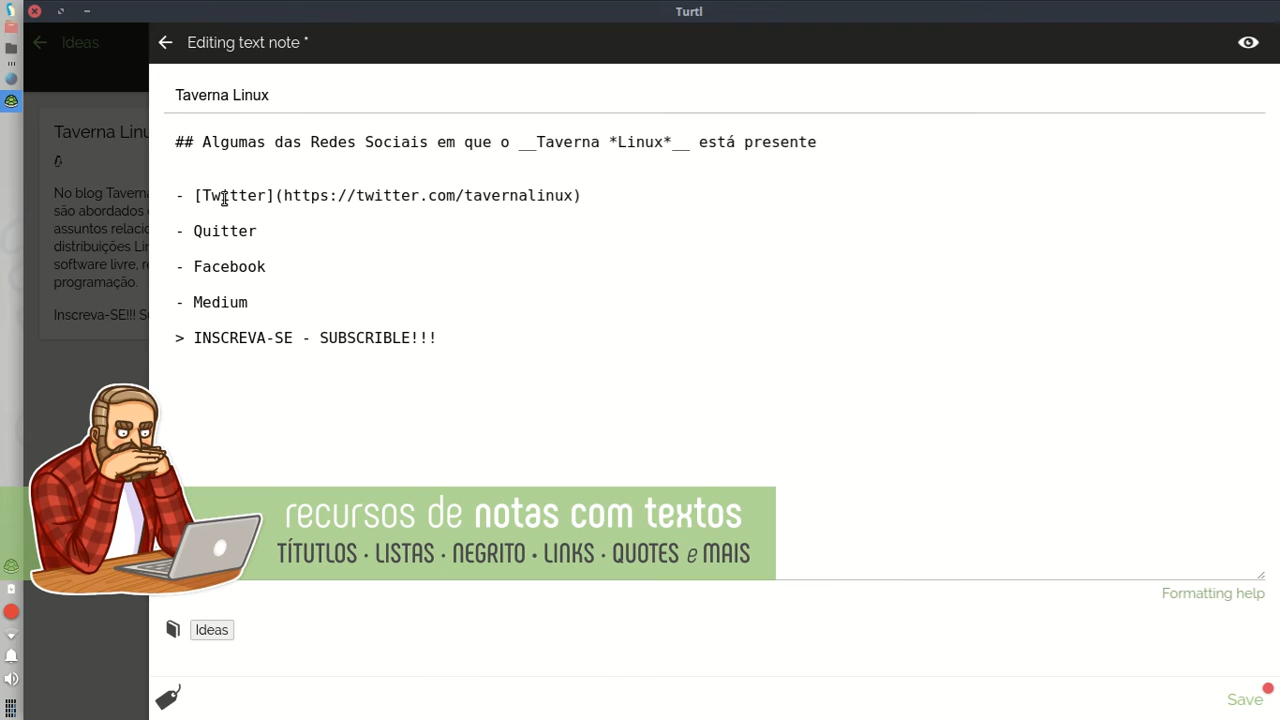 Turtl
Ideas
Editing text note *
Taverna Linux
## Algumas das Redes Sociais em que o __Taverna *Linux*__ está presente
- [Twitter](https://twitter.com/tavernalinux)
- Quitter
- Facebook
- Medium
> INSCREVA-SE - SUBSCRIBLE!!!
Taverna Linu
No blog Taverna
são abordados
assuntos relacio
distribuições Lin
software livre, re
programação.
Inscreva-SE!!! Su
recursos de notas com textos
TÍTUTLOS · LISTAS · NEGRITO · LINKS · QUOTES e MAIS
Formatting help
Ideas
Save